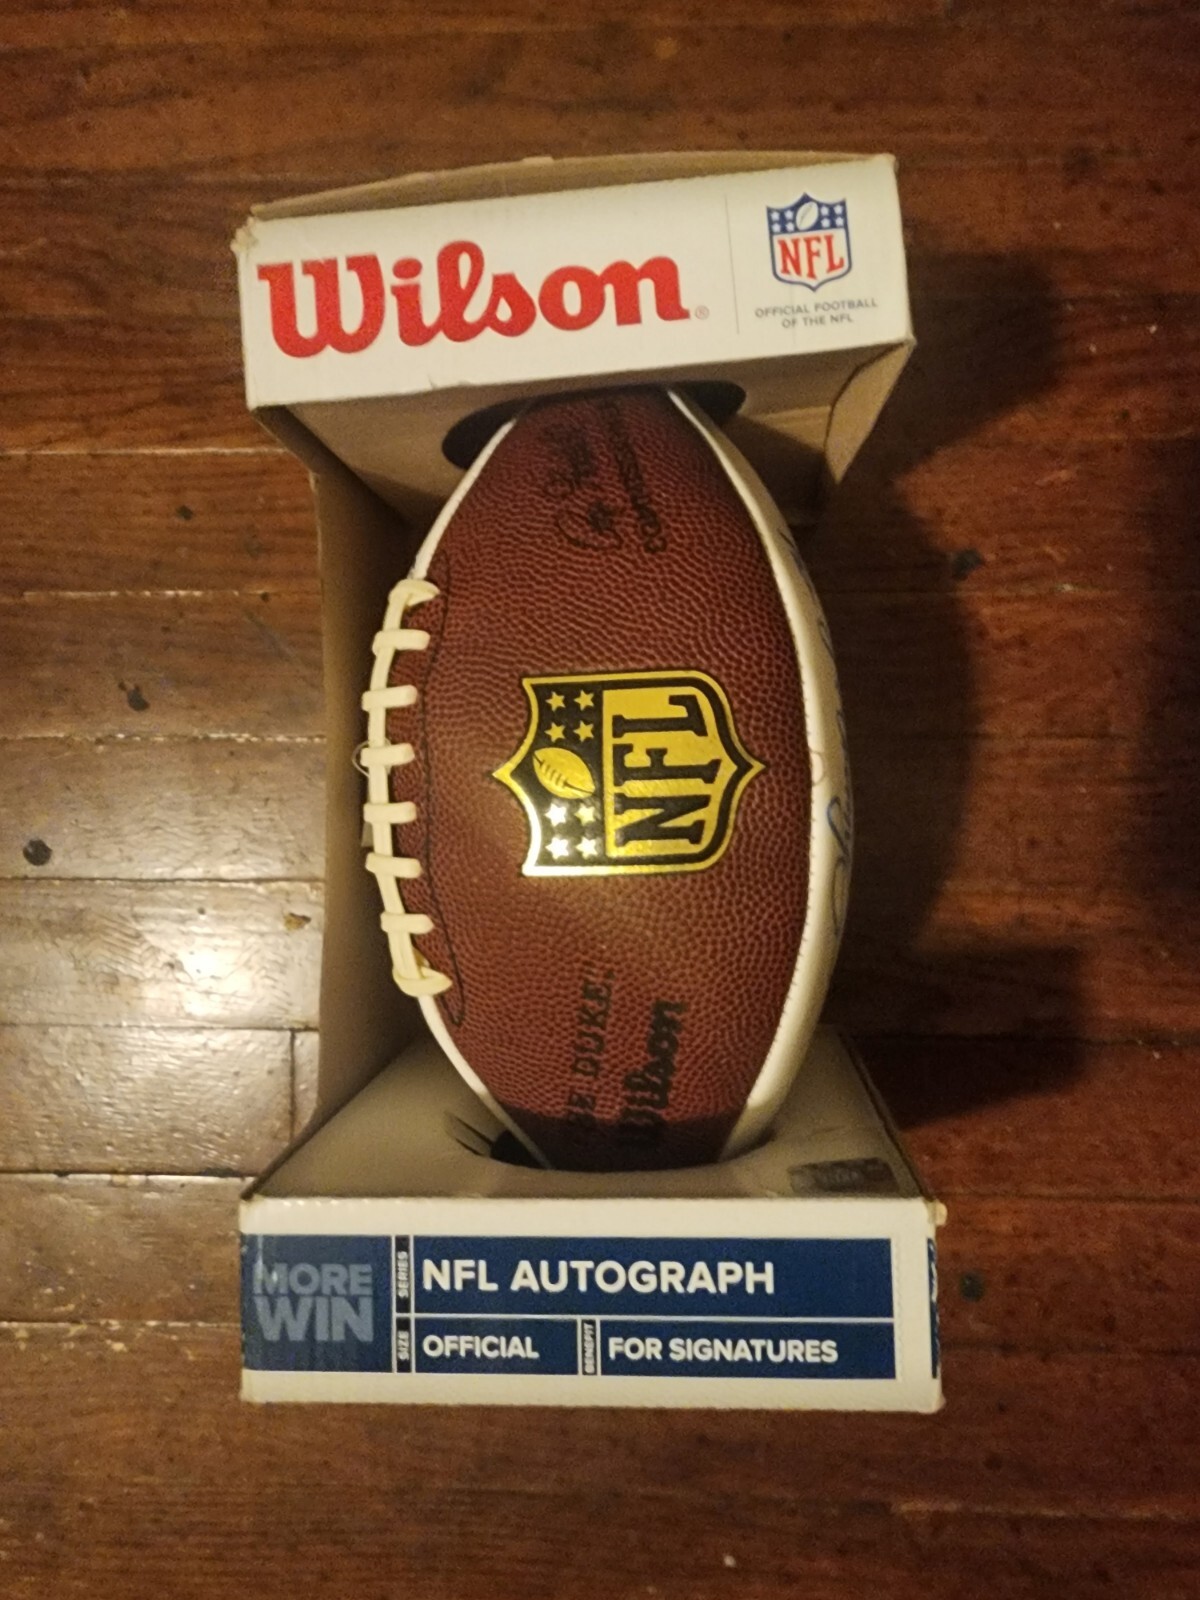 Wilson®
NFL
OFFICIAL FOOTBALL
OF THE NFL
NFL
DUKE"
Wilson
MORE
WIN
SERIES
NFL AUTOGRAPH
SIZE
OFFICIAL
BENEFIT
FOR SIGNATURES